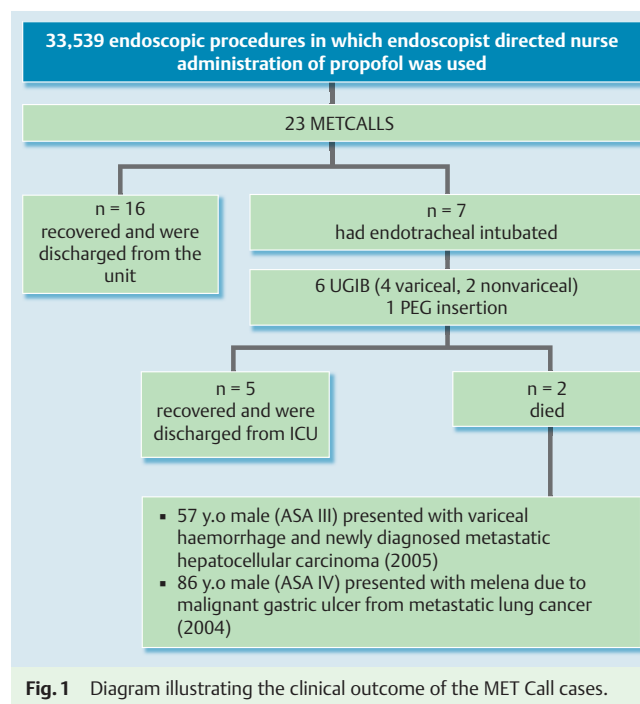 33,539 endoscopic procedures in which endoscopist directed nurse
administration of propofol was used
23 METCALLS
n = 16
recovered and were
discharged from the
unit
n = 7
had endotracheal intubated
6 UGIB (4 variceal, 2 nonvariceal)
1 PEG insertion
n = 5
recovered and were
discharged from ICU
n = 2
died
▪ 57 y.o male (ASA III) presented with variceal
haemorrhage and newly diagnosed metastatic
hepatocellular carcinoma (2005)
▪ 86 y.o male (ASA IV) presented with melena due to
malignant gastric ulcer from metastatic lung cancer
(2004)
Fig. 1 Diagram illustrating the clinical outcome of the MET Call cases.